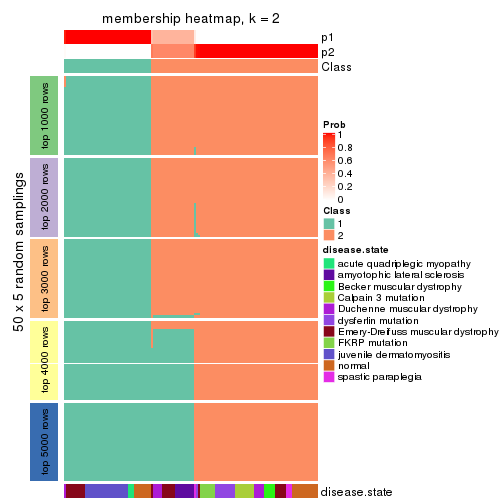 membership heatmap, k = 2
p1
p2
Class
50 x 5 random samplings
top 1000 rows
top 2000 rows
top 3000 rows
top 4000 rows
top 5000 rows
Prob
1
0.8
0.6
0.4
0.2
0
Class
1
2
disease.state
acute quadriplegic myopathy
amyotophic lateral sclerosis
Becker muscular dystrophy
Calpain 3 mutation
Duchenne muscular dystrophy
dysferlin mutation
Emery-Dreifuss muscular dystrophy
FKRP mutation
juvenile dermatomyositis
normal
spastic paraplegia
disease.state